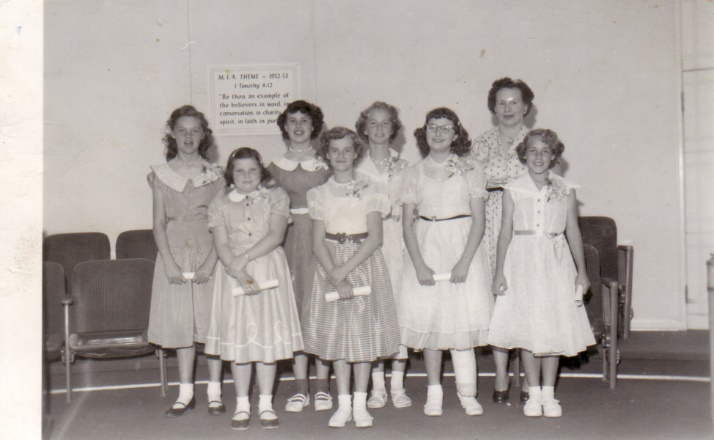 M. I. A. THEME — 1952-53
1 Timothy 4:12
"Be thou an example of
the believers in word, in
conversation, in charity,
spirit, in faith, in